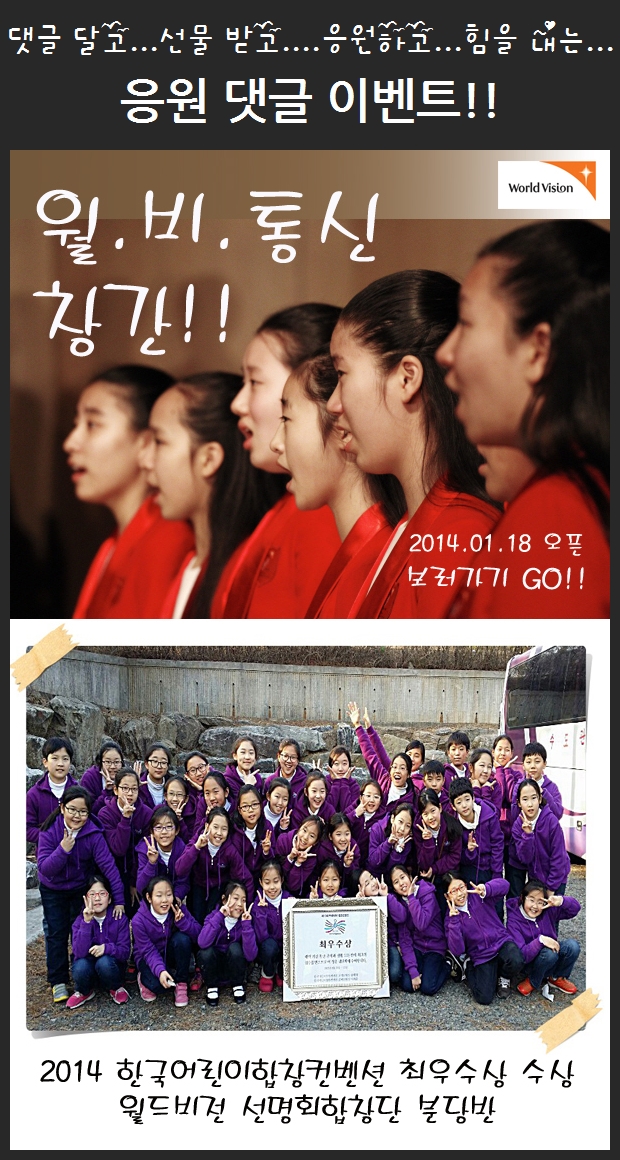 댓글 달고...선물 받고....응원하고...힘을 내는...
응원 댓글 이벤트!!
World Vision
월.비.통신
창간!!
2014.01.18 오픈
보러가기 GO!!
최우수상
2014 한국어린이합창컨벤션 최우수상 수상
월드비전 선명회합창단 분당반